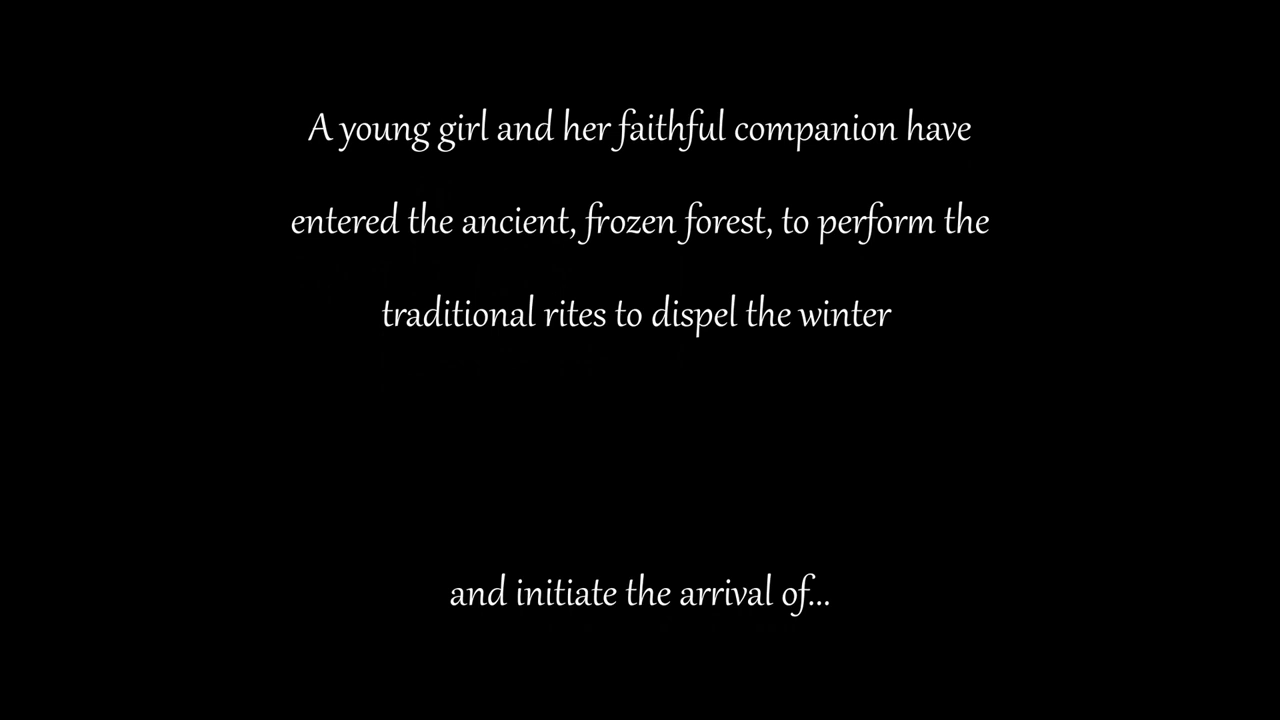 A young girl and her faithful companion have
entered the ancient, frozen forest, to perform the
traditional rites to dispel the winter
and initiate the arrival of...